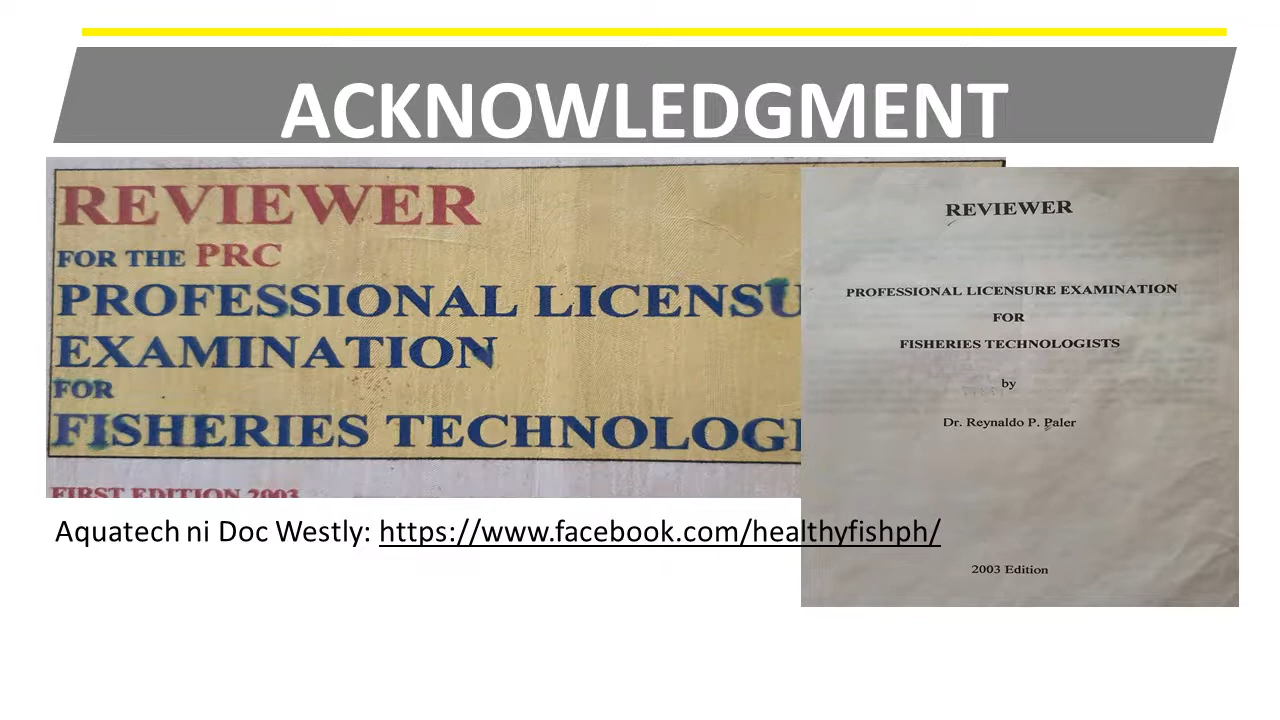 ACKNOWLEDGMENT
REVIEWER
FOR THE PRC
PROFESSIONAL LICENSU
EXAMINATION
FOR
FISHERIES TECHNOLOG
FIRST EDITION 2003
REVIEWER
PROFESSIONAL LICENSURE EXAMINATION
FOR
FISHERIES TECHNOLOGISTS
by
Dr. Reynaldo P. Paler
2003 Edition
Aquatech ni Doc Westly: https://www.facebook.com/healthyfishph/